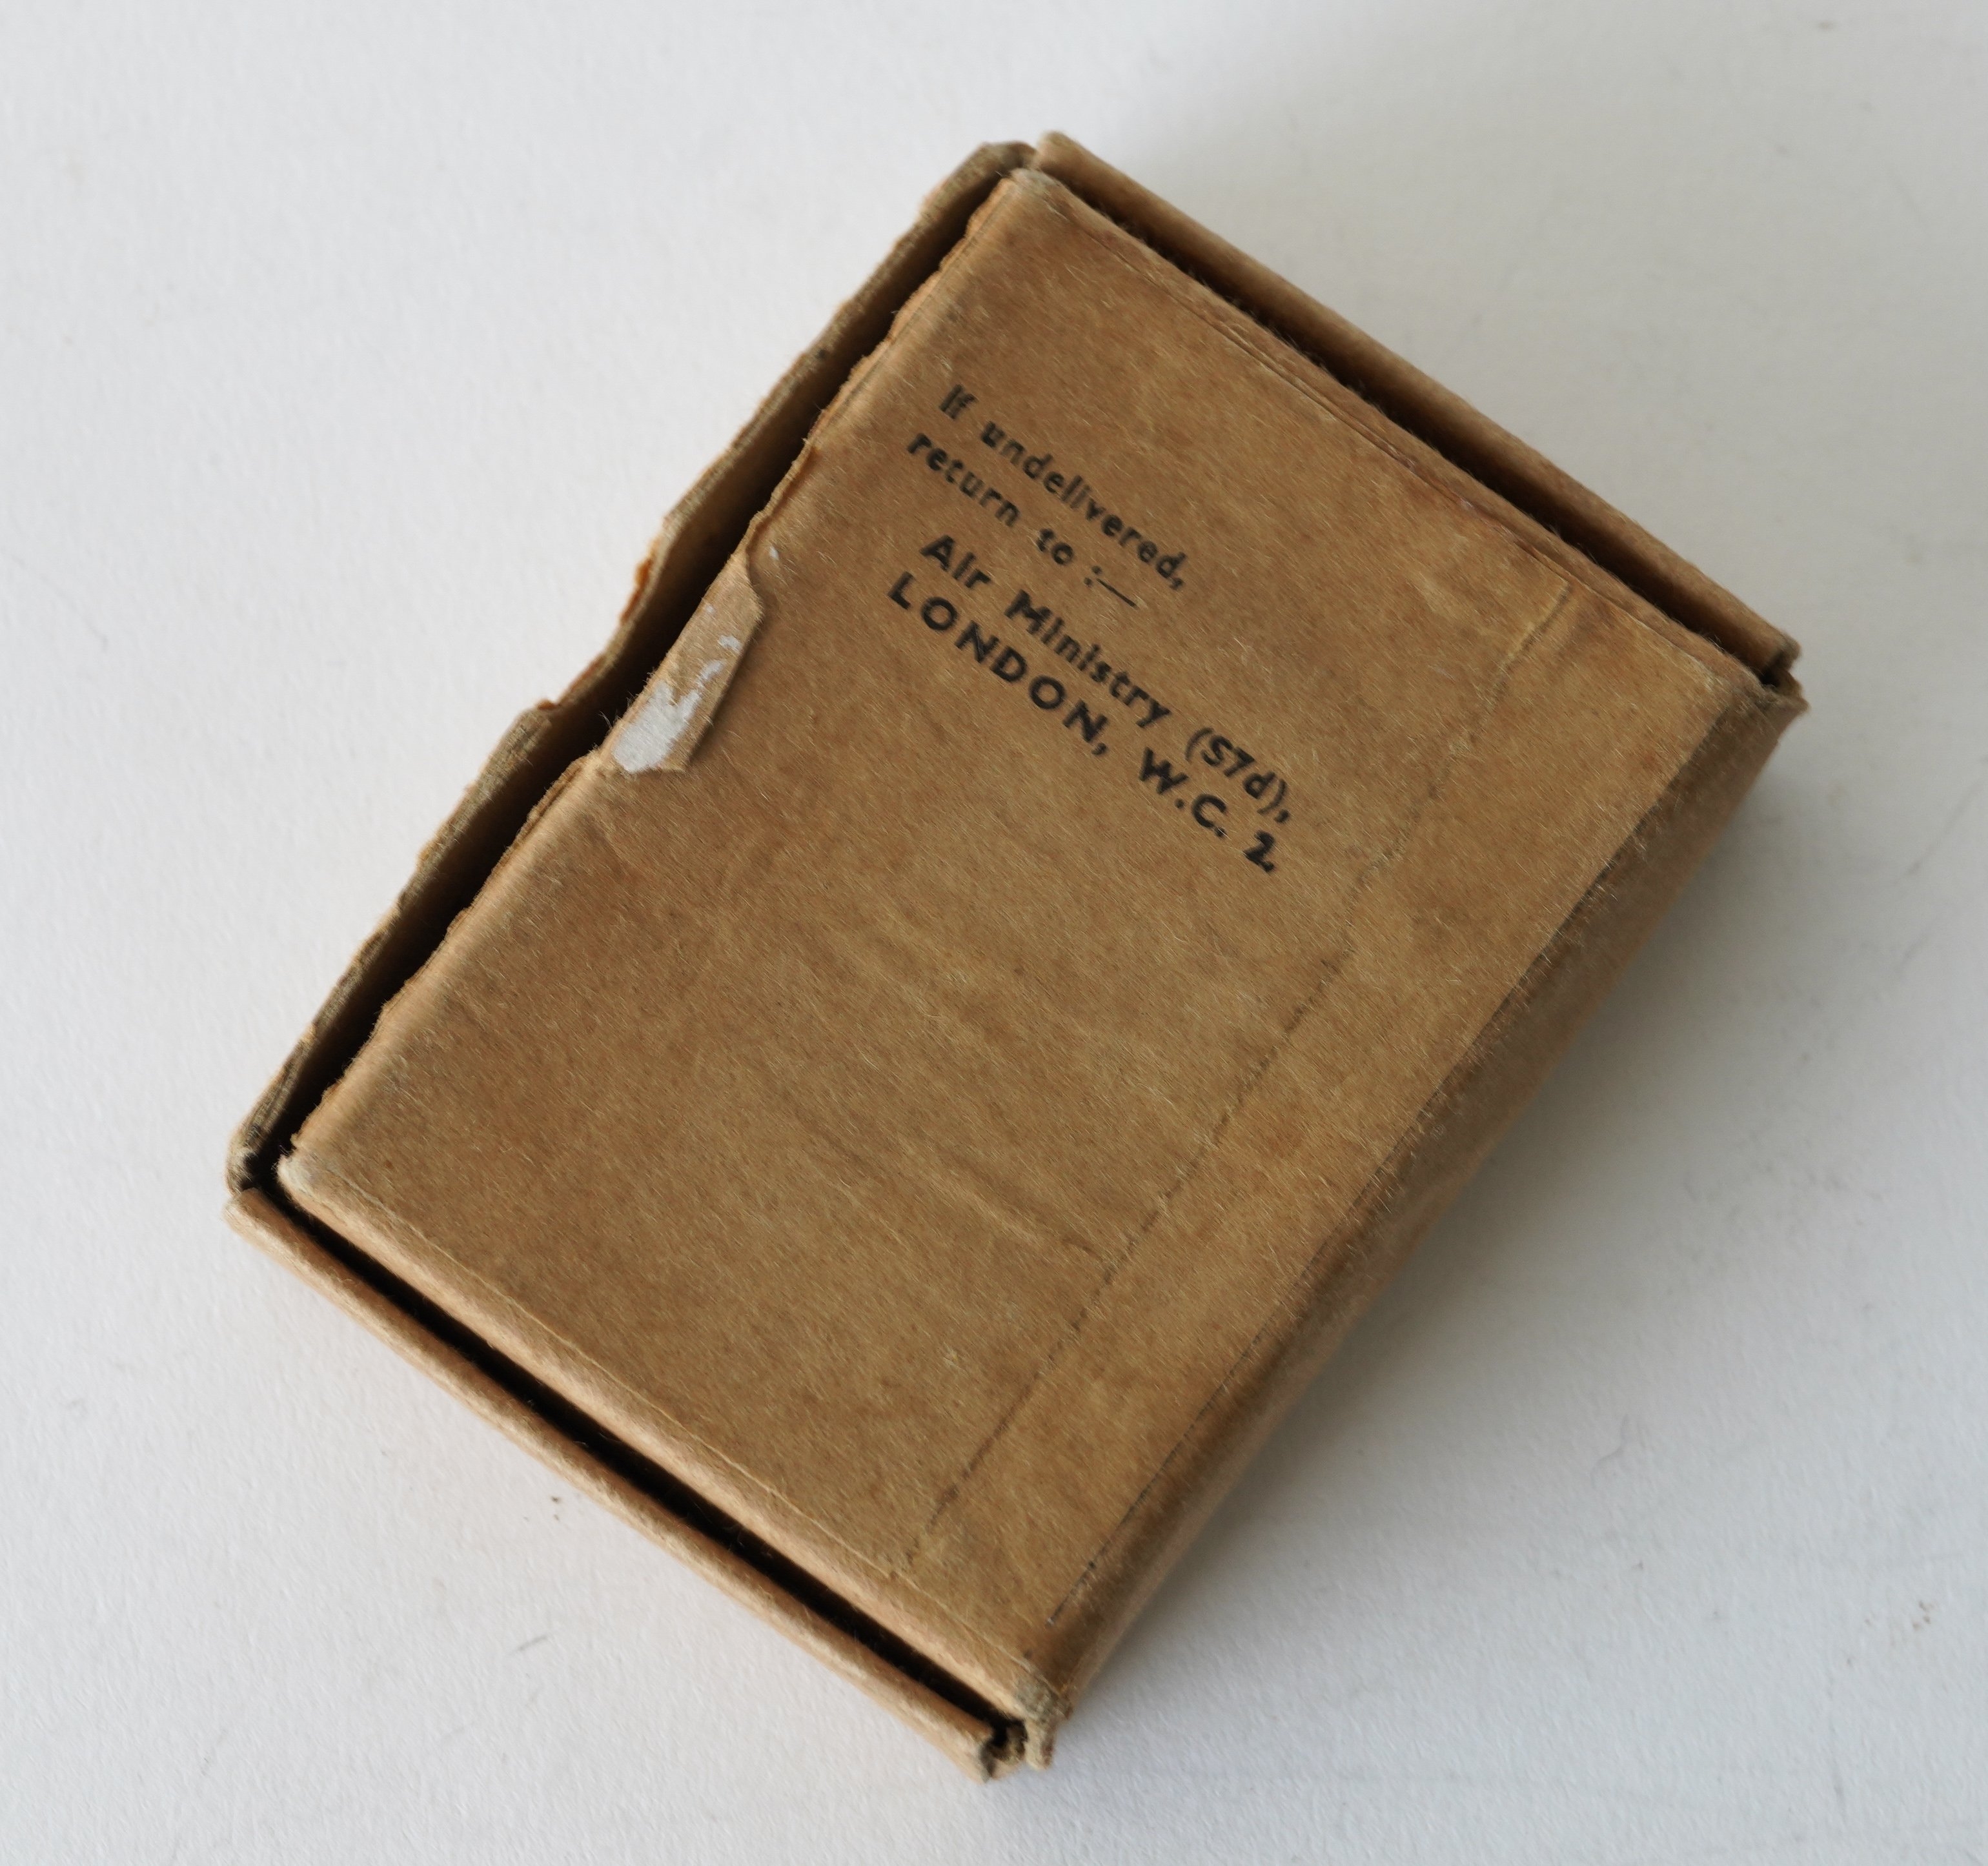 If undelivered,
return to :—
Air Ministry (S7d),
LONDON, W.C. 2